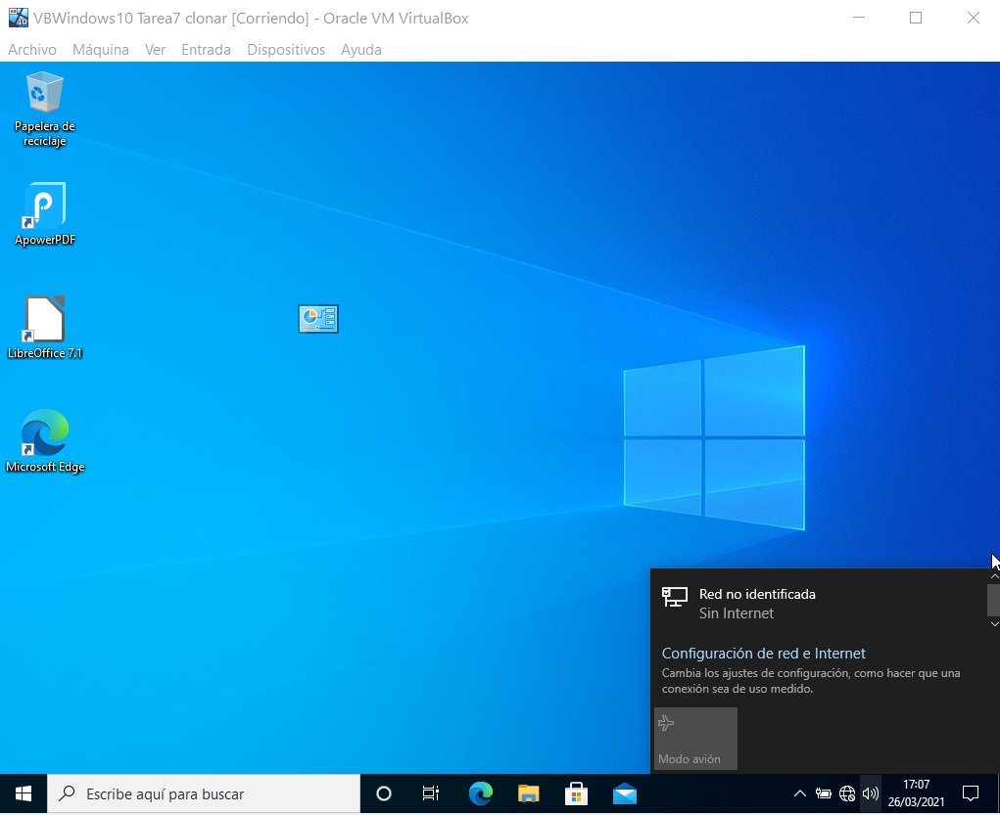 VBWindows10 Tarea7 clonar [Corriendo] - Oracle VM VirtualBox
Archivo Máquina Ver Entrada Dispositivos Ayuda
Papelera de
reciclaje
ApowerPDF
LibreOffice 7.1
Microsoft Edge
Red no identificada
Sin Internet
Configuración de red e Internet
Cambia los ajustes de configuración, como hacer que una
conexión sea de uso medido.
Modo avión
Escribe aquí para buscar
17:07
26/03/2021